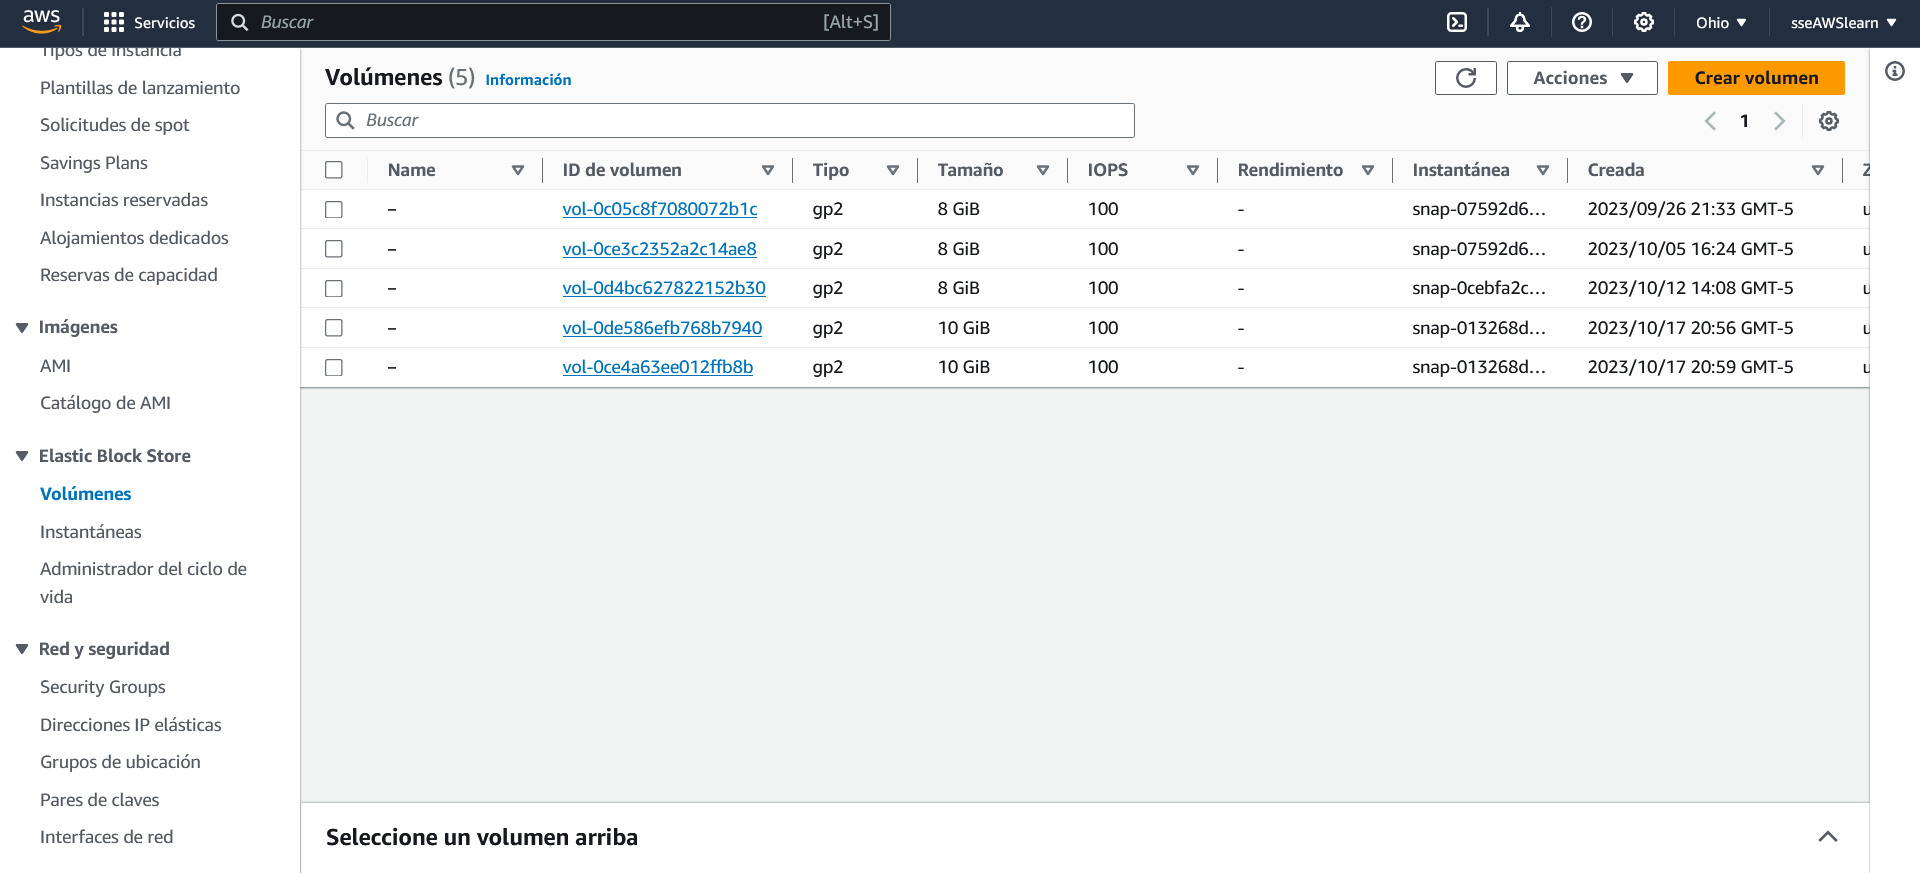 aws Servicios Buscar [Alt+S] Ohio sseAWSlearn
Tipos de instancia
Plantillas de lanzamiento
Solicitudes de spot
Savings Plans
Instancias reservadas
Alojamientos dedicados
Reservas de capacidad
Imágenes
AMI
Catálogo de AMI
Elastic Block Store
Volúmenes
Instantáneas
Administrador del ciclo de
vida
Red y seguridad
Security Groups
Direcciones IP elásticas
Grupos de ubicación
Pares de claves
Interfaces de red
Volúmenes (5) Información Acciones Crear volumen
Buscar 1
Name ID de volumen Tipo Tamaño IOPS Rendimiento Instantánea Creada
– vol-0c05c8f7080072b1c gp2 8 GiB 100 - snap-07592d6... 2023/09/26 21:33 GMT-5
– vol-0ce3c2352a2c14ae8 gp2 8 GiB 100 - snap-07592d6... 2023/10/05 16:24 GMT-5
– vol-0d4bc627822152b30 gp2 8 GiB 100 - snap-0cebfa2c... 2023/10/12 14:08 GMT-5
– vol-0de586efb768b7940 gp2 10 GiB 100 - snap-013268d... 2023/10/17 20:56 GMT-5
– vol-0ce4a63ee012ffb8b gp2 10 GiB 100 - snap-013268d... 2023/10/17 20:59 GMT-5
Seleccione un volumen arriba